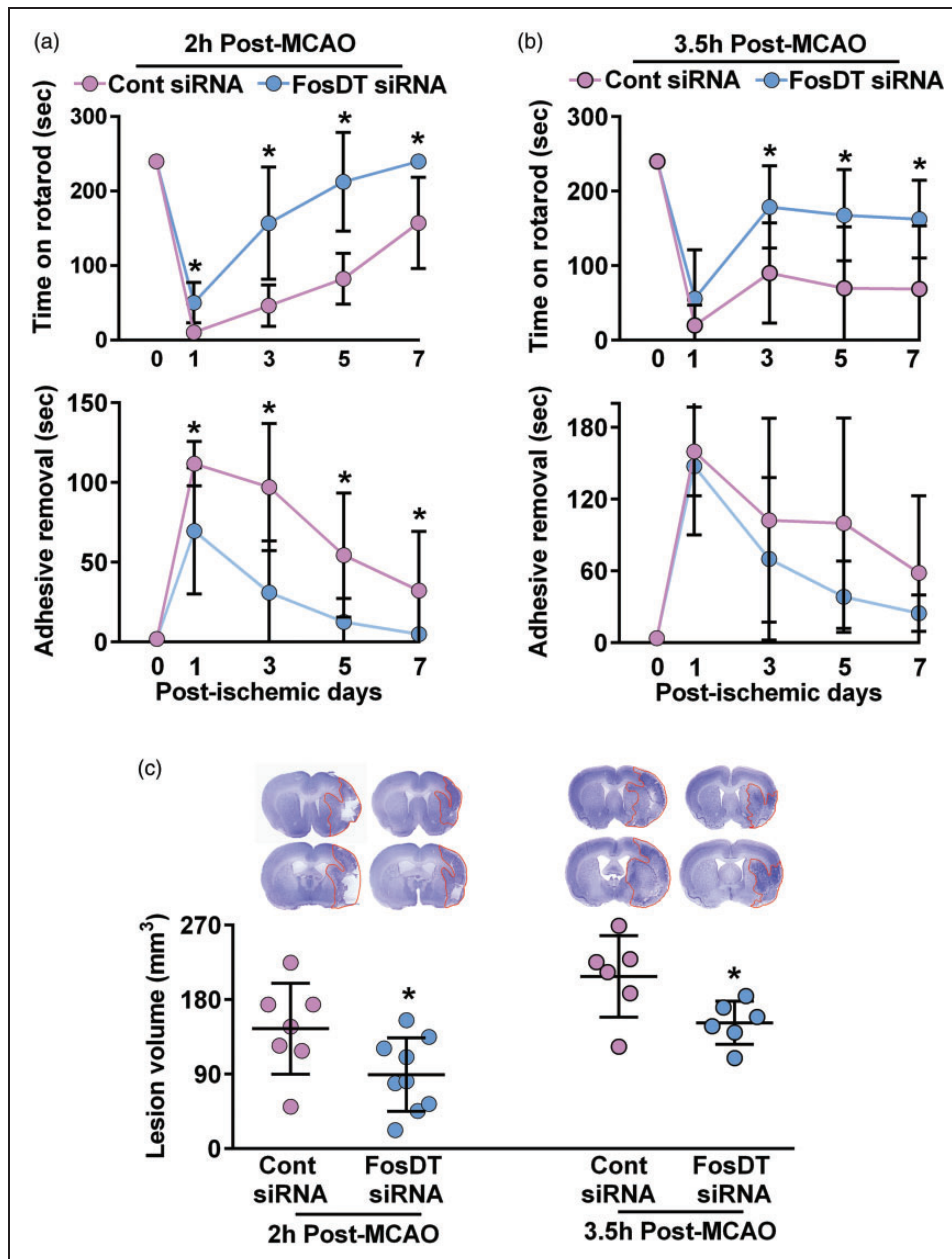 (a)
2h Post-MCAO
Cont siRNA FosDT siRNA
Time on rotarod (sec)
300
200
100
0
* * * *
0 1 3 5 7
Adhesive removal (sec)
150
100
50
0
* * * *
0 1 3 5 7
Post-ischemic days
(b)
3.5h Post-MCAO
Cont siRNA FosDT siRNA
Time on rotarod (sec)
300
200
100
0
* * *
0 1 3 5 7
Adhesive removal (sec)
180
120
60
0
0 1 3 5 7
Post-ischemic days
(c)
Lesion volume (mm³)
270
180
90
0
* *
Cont FosDT Cont FosDT
siRNA siRNA siRNA siRNA
2h Post-MCAO 3.5h Post-MCAO